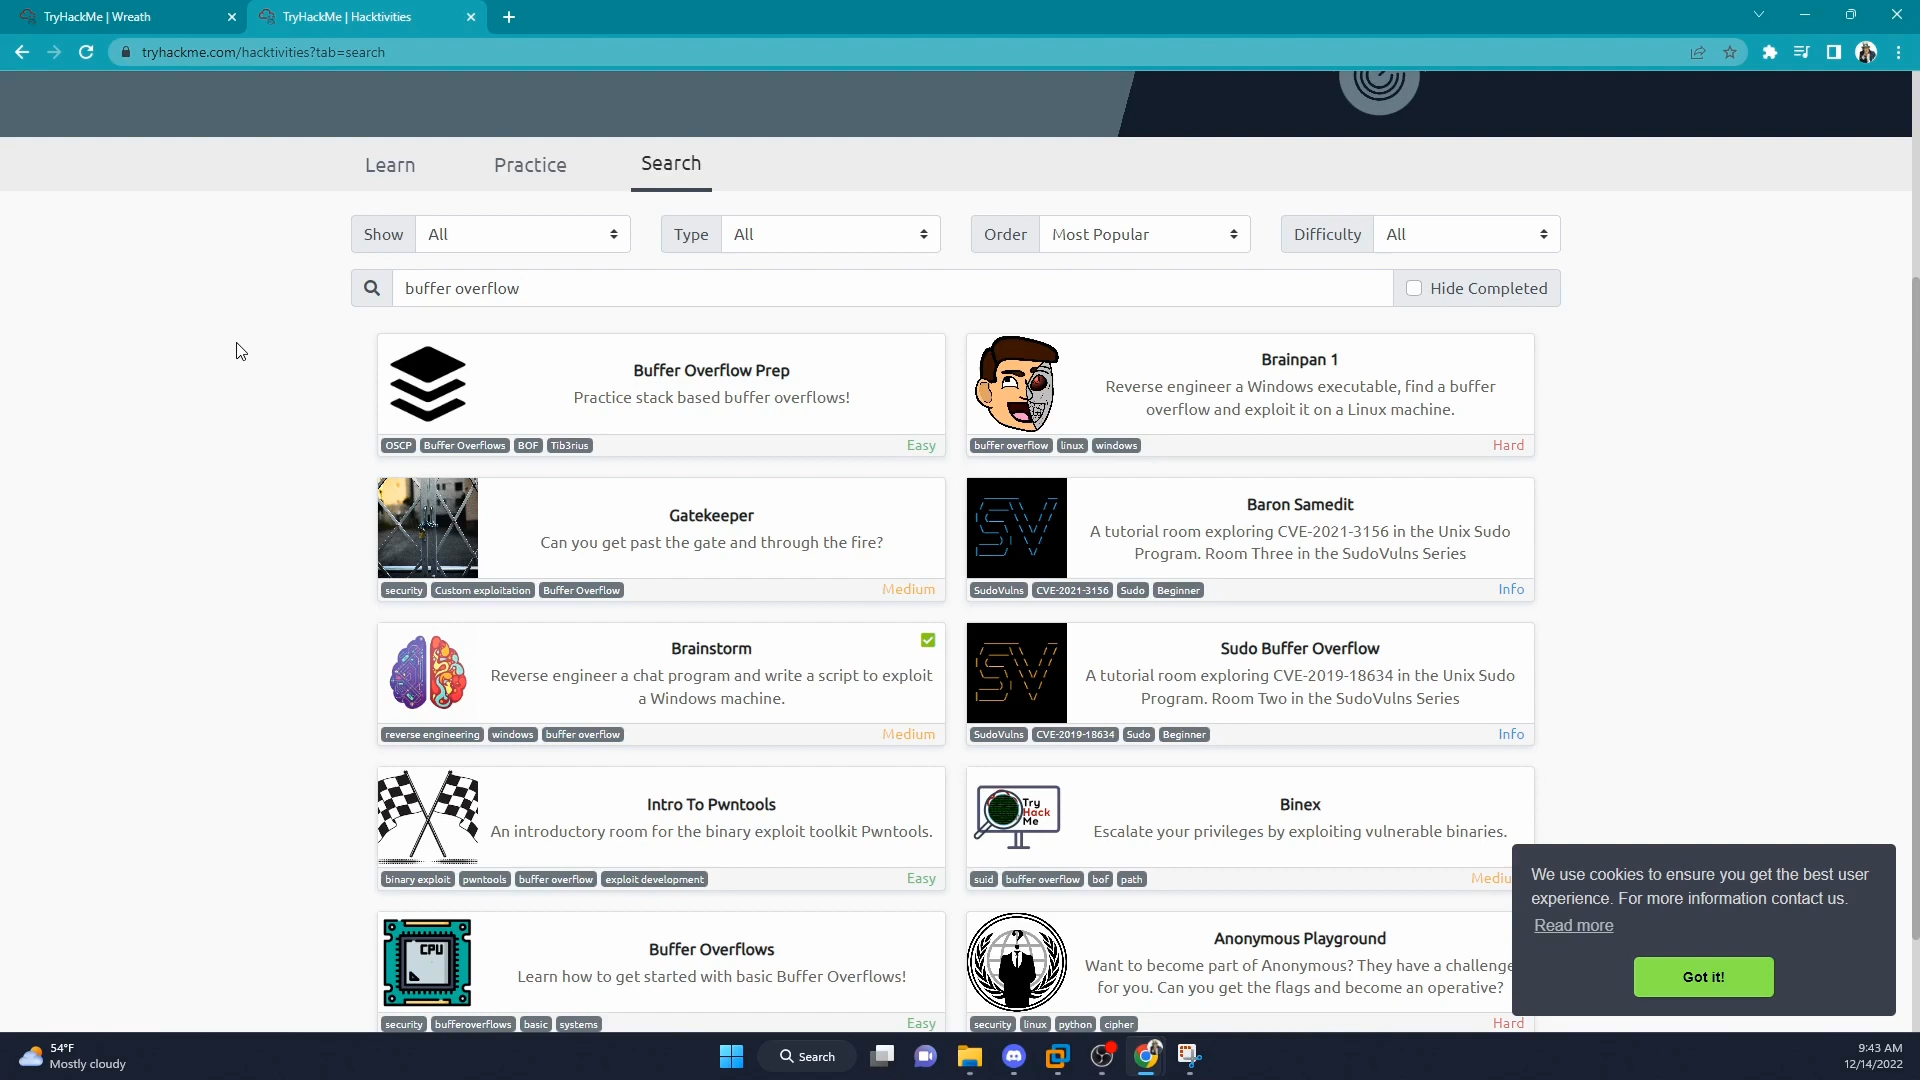 TryHackMe | Wreath
TryHackMe | Hacktivities
tryhackme.com/hacktivities?tab=search
Learn
Practice
Search
Show
All
Type
All
Order
Most Popular
Difficulty
All
buffer overflow
Hide Completed
Buffer Overflow Prep
Practice stack based buffer overflows!
OSCP Buffer Overflows BOF Tib3rius
Easy
Brainpan 1
Reverse engineer a Windows executable, find a buffer
overflow and exploit it on a Linux machine.
buffer overflow linux windows
Hard
Gatekeeper
Can you get past the gate and through the fire?
security Custom exploitation Buffer Overflow
Medium
Baron Samedit
A tutorial room exploring CVE-2021-3156 in the Unix Sudo
Program. Room Three in the SudoVulns Series
SudoVulns CVE-2021-3156 Sudo Beginner
Info
Brainstorm
Reverse engineer a chat program and write a script to exploit
a Windows machine.
reverse engineering windows buffer overflow
Medium
Sudo Buffer Overflow
A tutorial room exploring CVE-2019-18634 in the Unix Sudo
Program. Room Two in the SudoVulns Series
SudoVulns CVE-2019-18634 Sudo Beginner
Info
Intro To Pwntools
An introductory room for the binary exploit toolkit Pwntools.
binary exploit pwntools buffer overflow exploit development
Easy
Try
Hack
Me
Binex
Escalate your privileges by exploiting vulnerable binaries.
suid buffer overflow bof path
Mediu
CPU
Buffer Overflows
Learn how to get started with basic Buffer Overflows!
security bufferoverflows basic systems
Easy
Anonymous Playground
Want to become part of Anonymous? They have a challenge
for you. Can you get the flags and become an operative?
security linux python cipher
Hard
We use cookies to ensure you get the best user
experience. For more information contact us.
Read more
Got it!
54°F
Mostly cloudy
Search
9:43 AM
12/14/2022